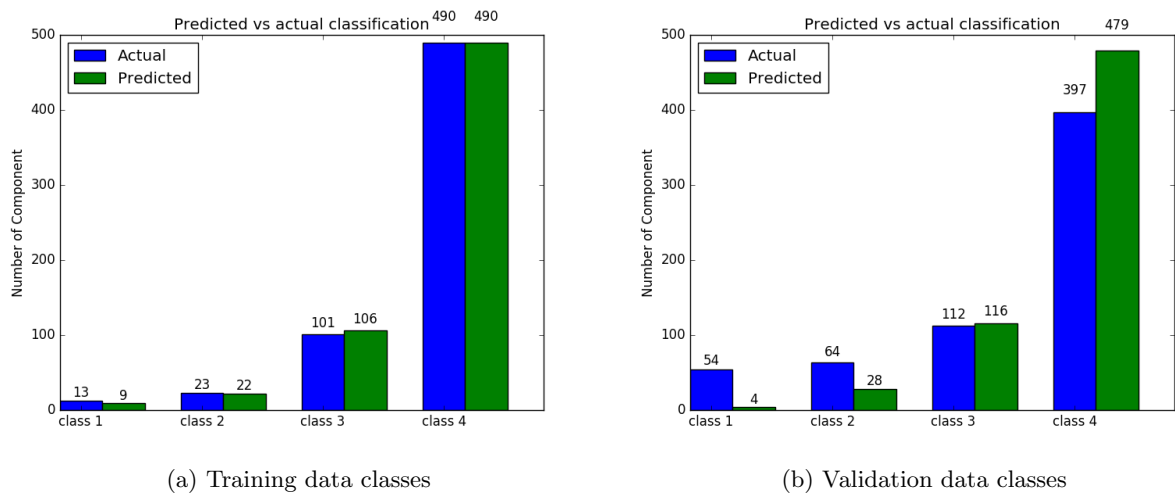 Predicted vs actual classification
490 490
500
Actual
Predicted
400
300
200
100
0
Number of Component
13 9
23 22
101 106
class 1 class 2 class 3 class 4
(a) Training data classes
Predicted vs actual classification
479
500
Actual
Predicted
397
400
300
200
100
0
Number of Component
54 4
64 28
112 116
class 1 class 2 class 3 class 4
(b) Validation data classes